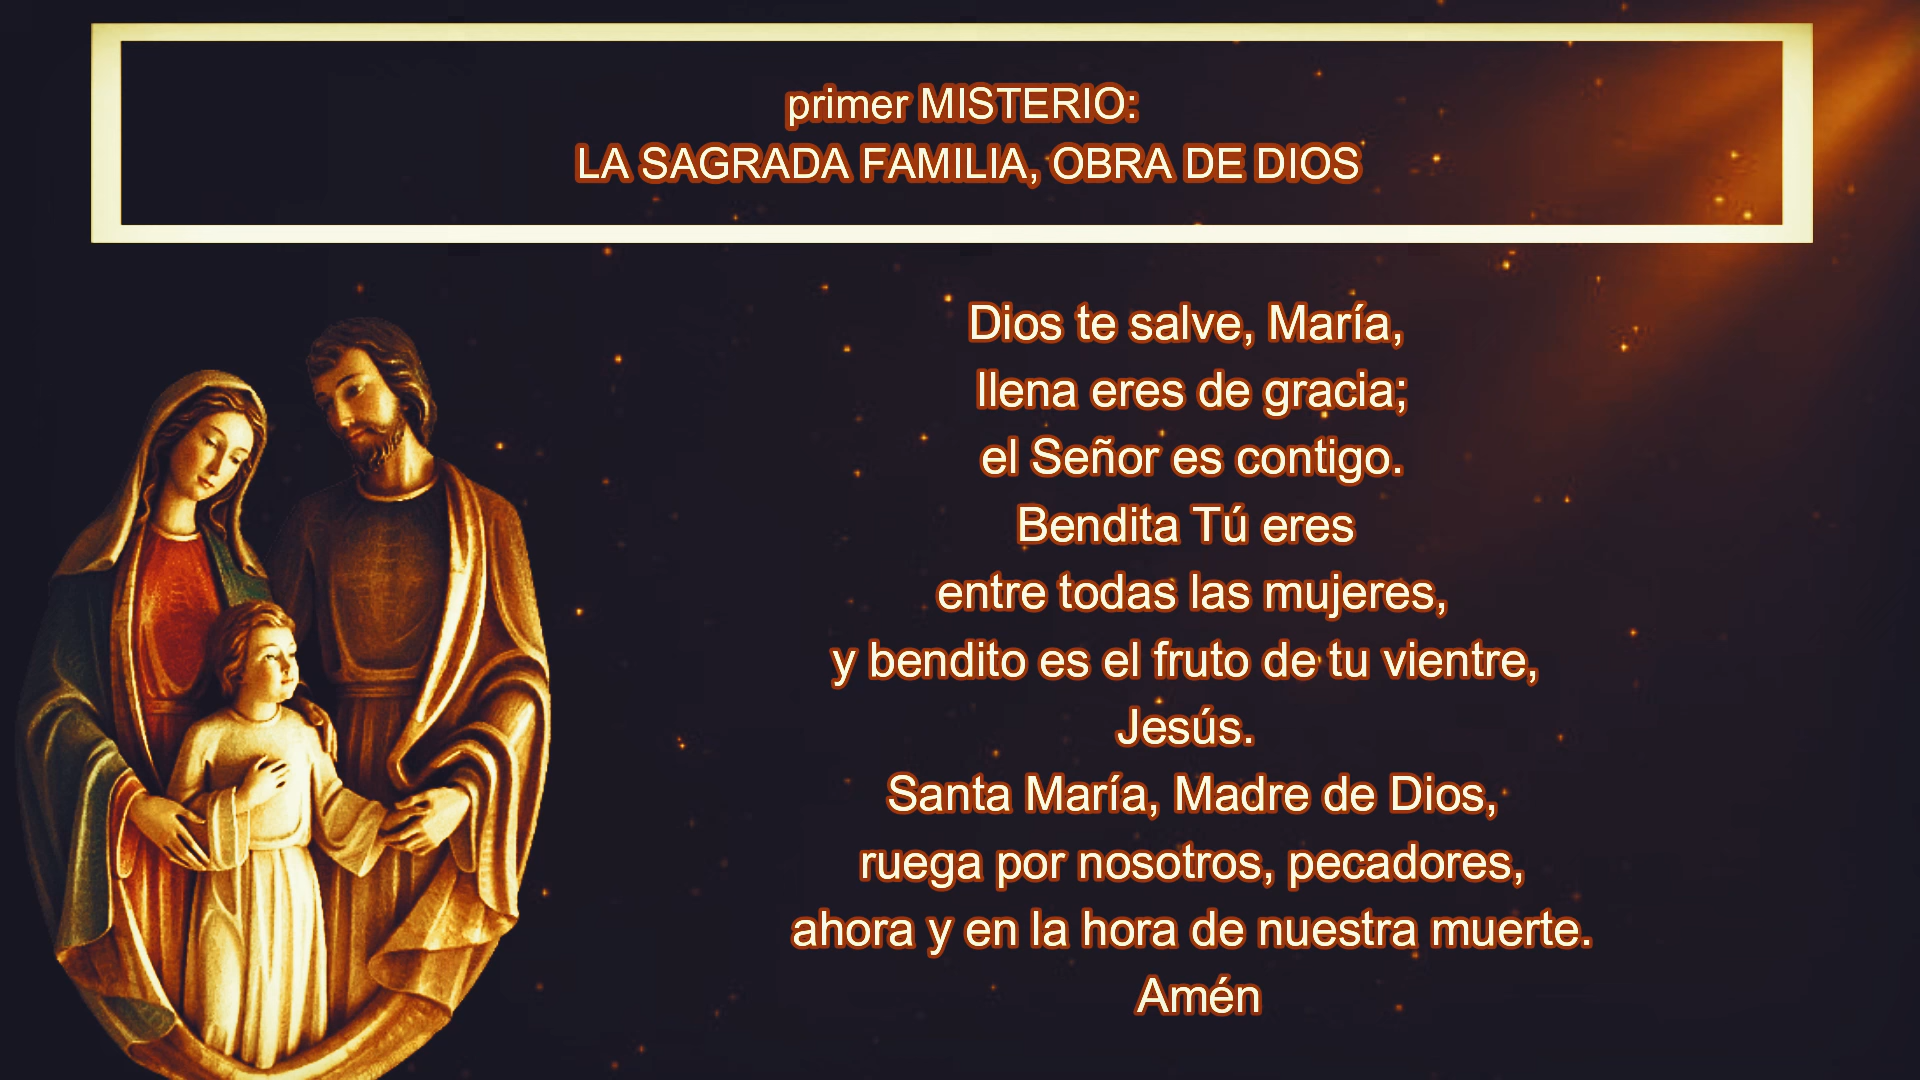 primer MISTERIO:
LA SAGRADA FAMILIA, OBRA DE DIOS
Dios te salve, María,
llena eres de gracia;
el Señor es contigo.
Bendita Tú eres
entre todas las mujeres,
y bendito es el fruto de tu vientre,
Jesús.
Santa María, Madre de Dios,
ruega por nosotros, pecadores,
ahora y en la hora de nuestra muerte.
Amén